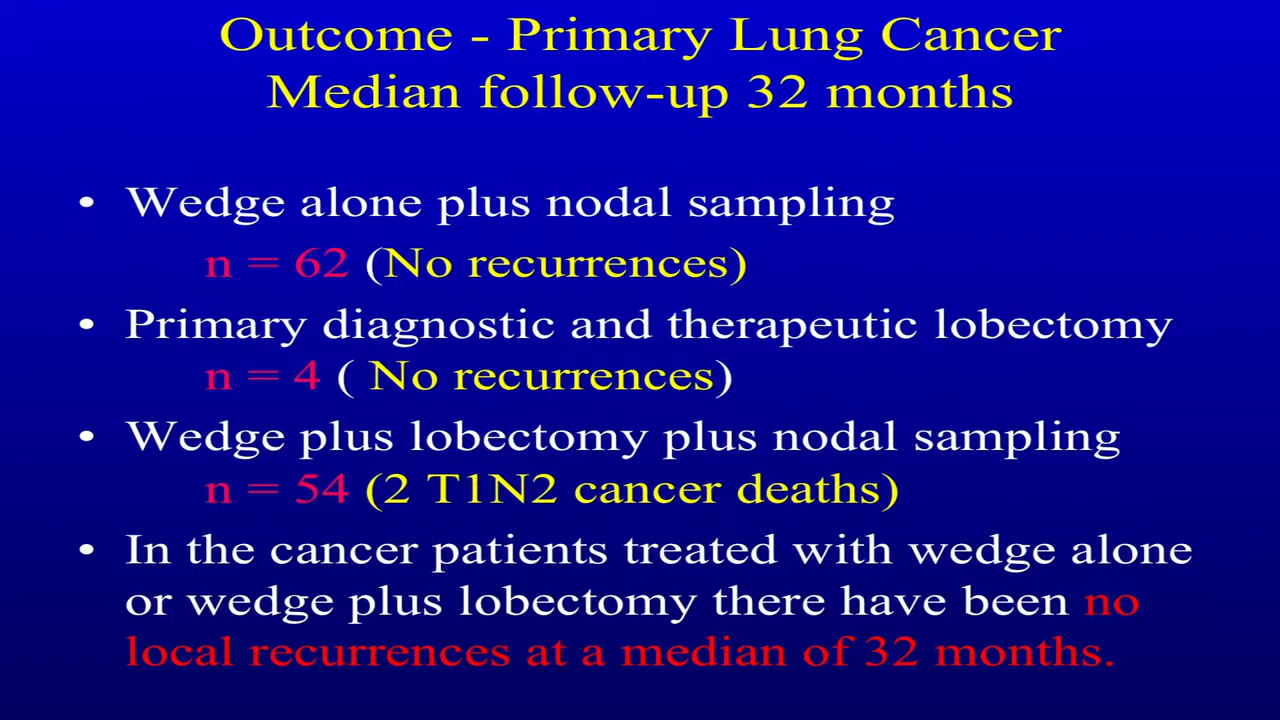 Outcome - Primary Lung Cancer
Median follow-up 32 months
• Wedge alone plus nodal sampling
n = 62 (No recurrences)
• Primary diagnostic and therapeutic lobectomy
n = 4 ( No recurrences)
• Wedge plus lobectomy plus nodal sampling
n = 54 (2 T1N2 cancer deaths)
• In the cancer patients treated with wedge alone
or wedge plus lobectomy there have been no
local recurrences at a median of 32 months.